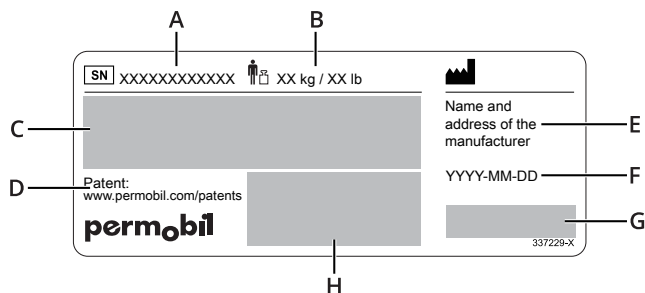 A
B
SN XXXXXXXXXXXX XX kg / XX lb
C
Name and
address of the
manufacturer
E
D
Patent:
www.permobil.com/patents
YYYY-MM-DD
F
permobil
G
337229-X
H